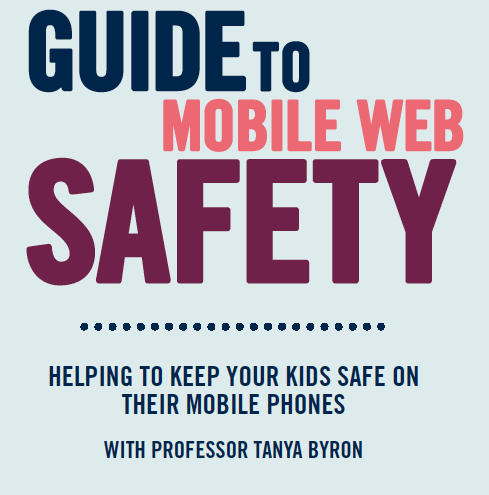 GUIDE TO
MOBILE WEB
SAFETY
HELPING TO KEEP YOUR KIDS SAFE ON
THEIR MOBILE PHONES
WITH PROFESSOR TANYA BYRON